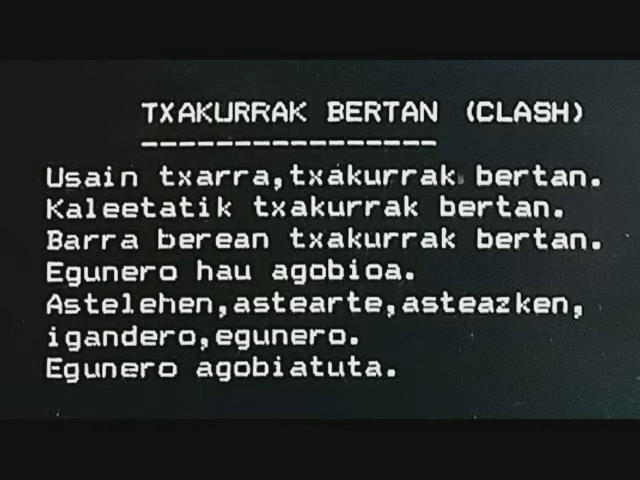 TXAKURRAK BERTAN (CLASH)
Usain txarra,txakurrak bertan.
Kaleetatik txakurrak bertan.
Barra berean txakurrak bertan.
Egunero hau agobioa.
Astelehen,astearte,asteazken,
igandero,egunero.
Egunero agobiatuta.